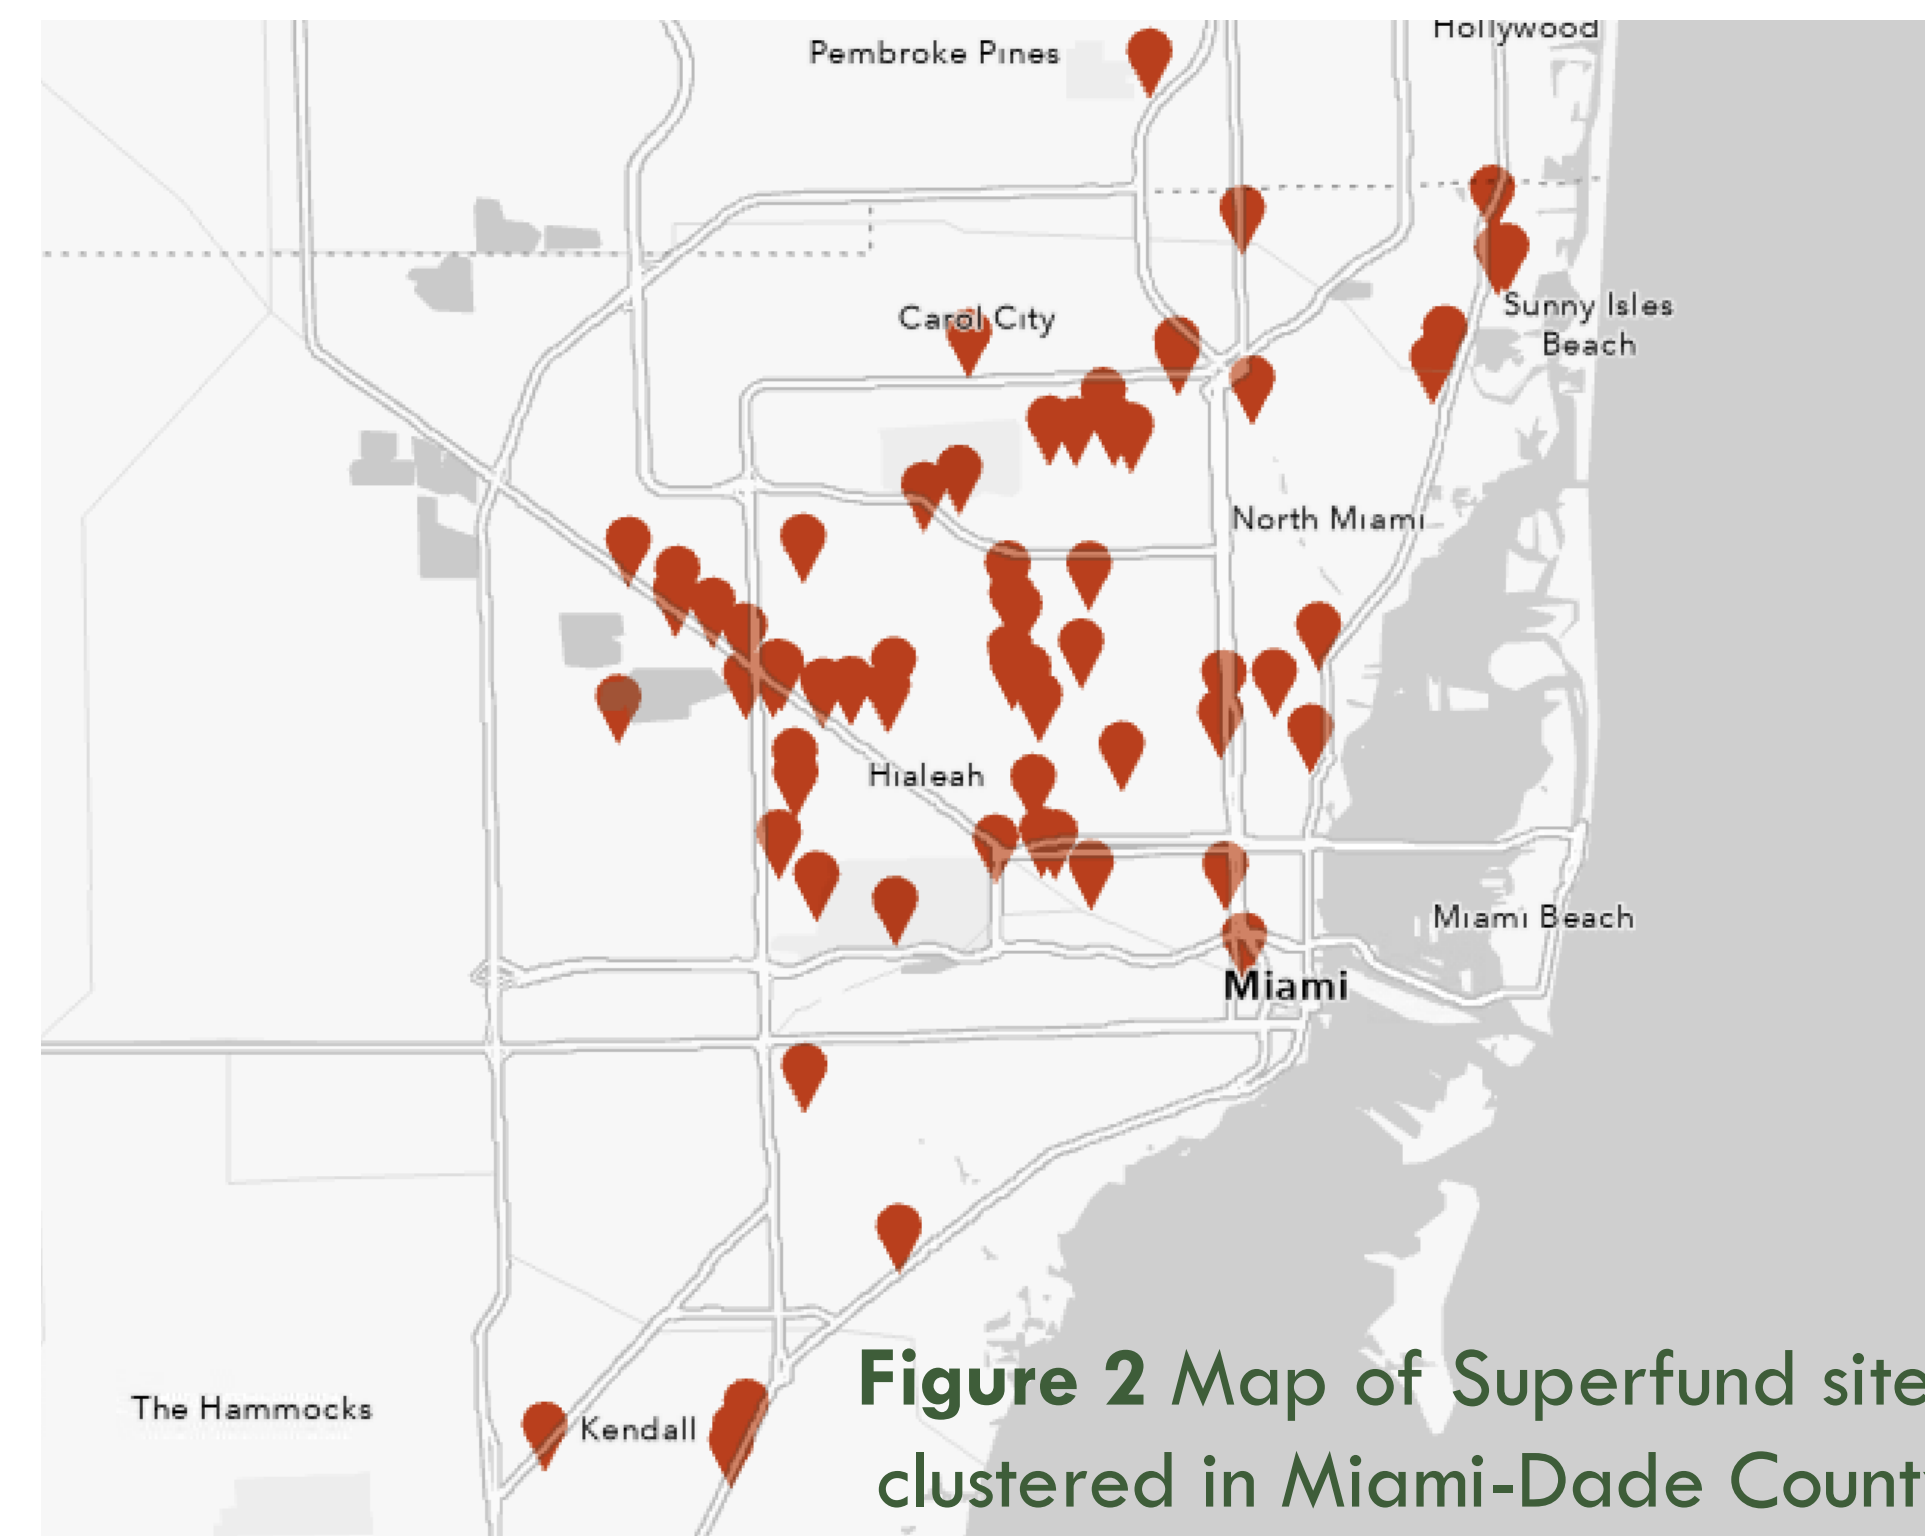 Hollywood
Pembroke Pines
Sunny Isles
Beach
Carol City
North Miami
Hialeah
Miami Beach
Miami
The Hammocks
Kendall
Figure 2 Map of Superfund site
clustered in Miami-Dade Count